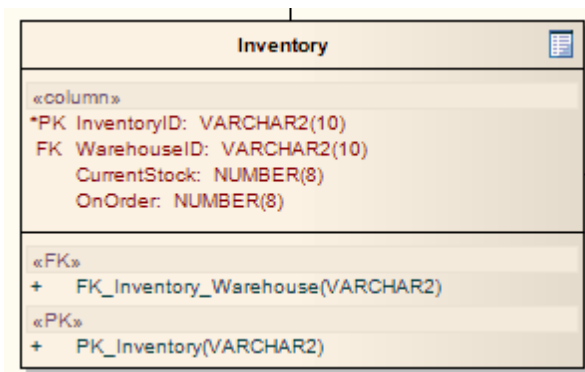 Inventory
«column»
*PK InventoryID: VARCHAR2(10)
FK WarehouseID: VARCHAR2(10)
CurrentStock: NUMBER(8)
OnOrder: NUMBER(8)
«FK»
+ FK_Inventory_Warehouse(VARCHAR2)
«PK»
+ PK_Inventory(VARCHAR2)